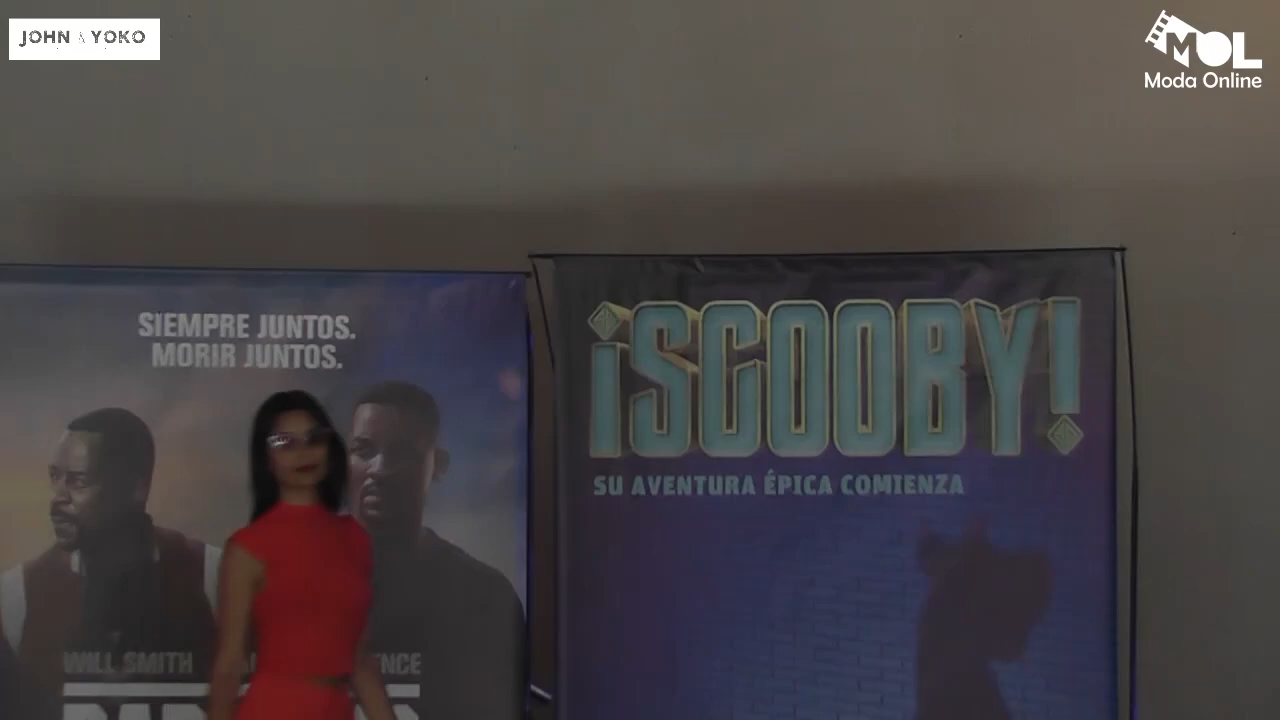 JOHN & YOKO
MOL
Moda Online
SIEMPRE JUNTOS.
MORIR JUNTOS.
WILL SMITH
¡SCOOBY!
SU AVENTURA ÉPICA COMIENZA